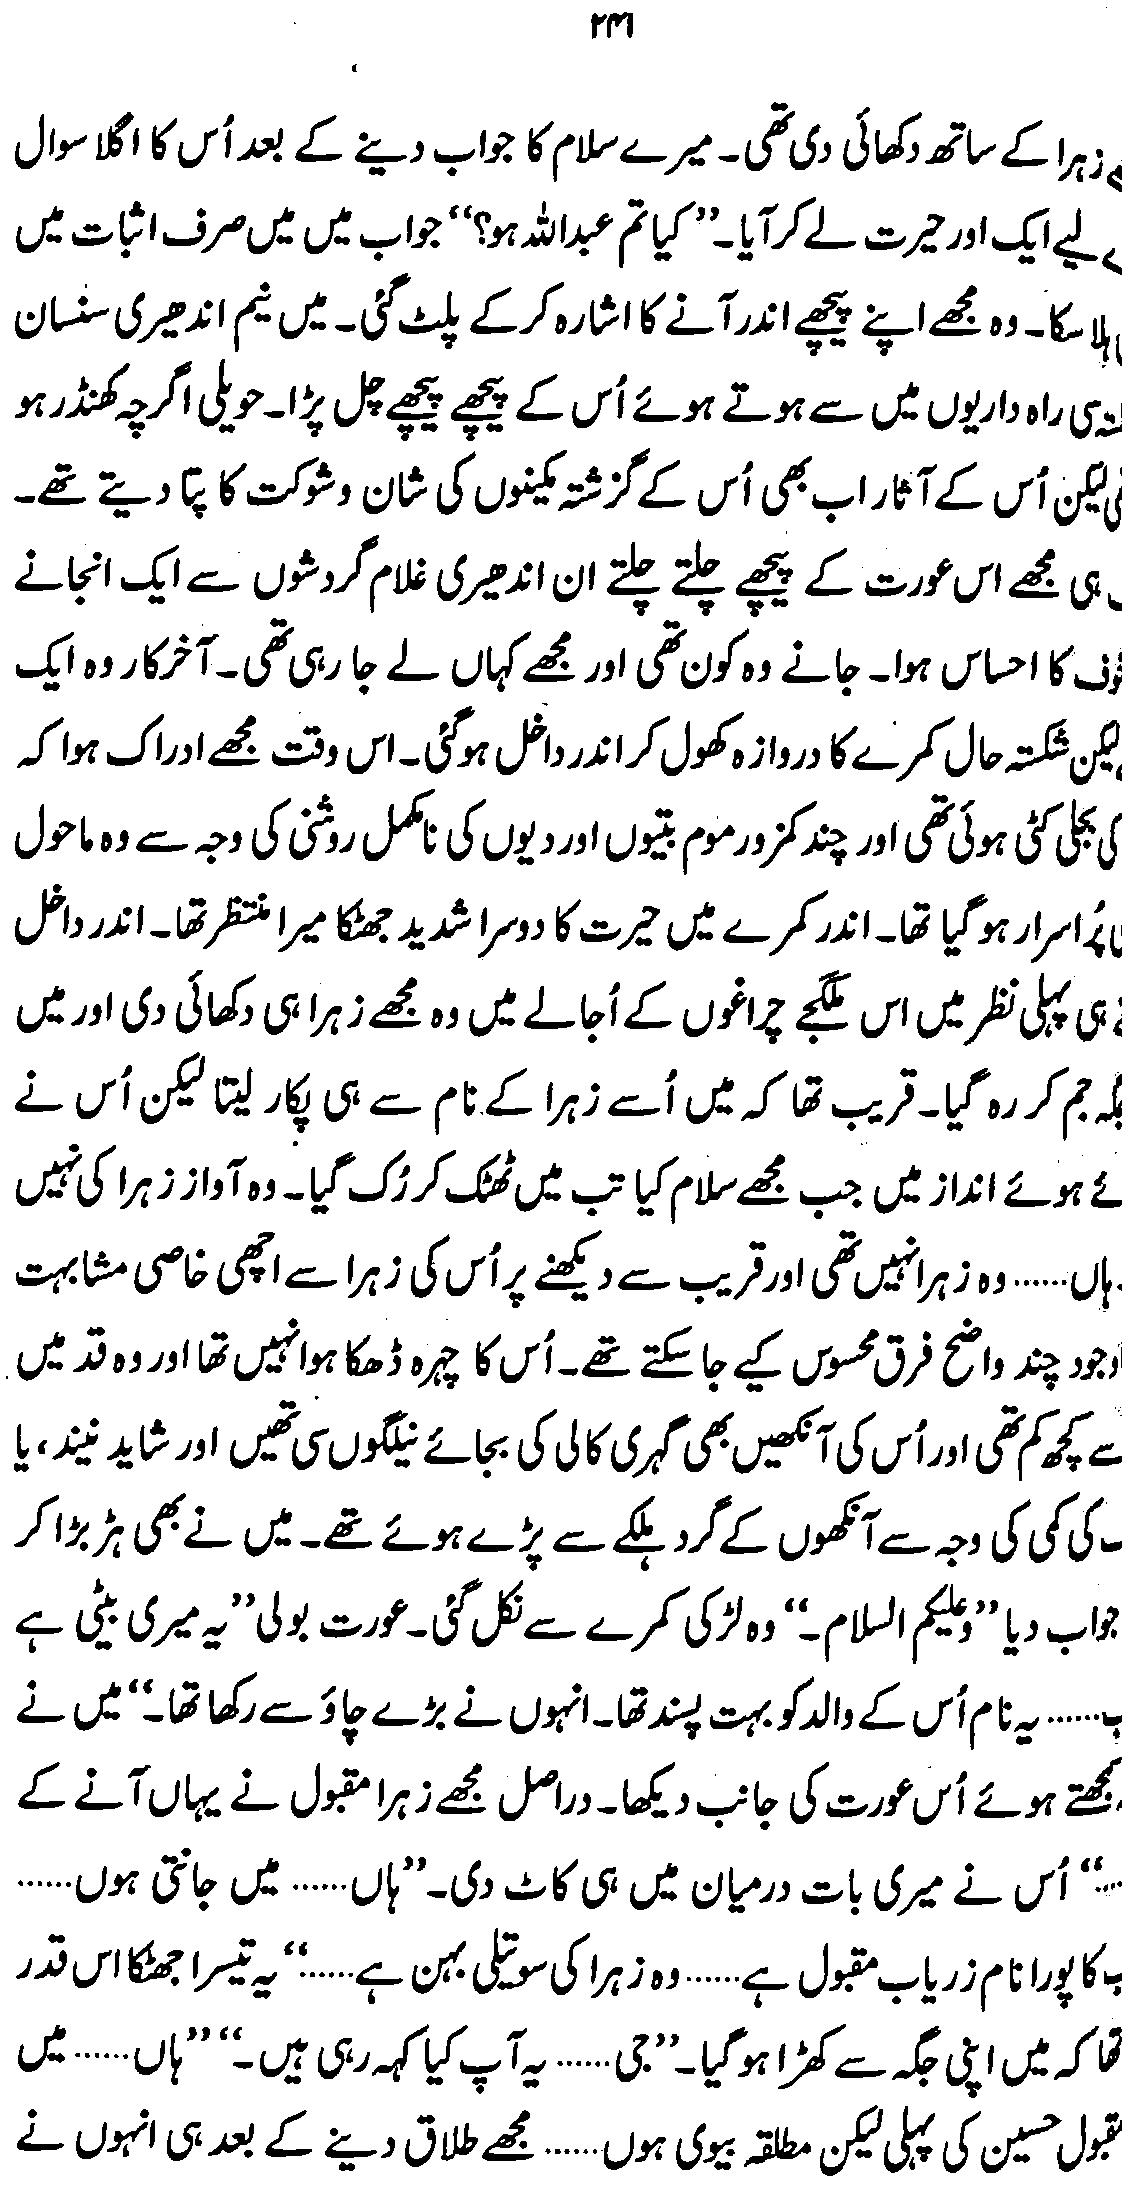 ۲۴۱
زہرا کے ساتھ دکھائی دی تھی۔ میرے سلام کا جواب دینے کے بعد اُس کا اگلا سوال
لیے ایک اور حیرت لے کر آیا۔ ”کیا تم عبداللہ ہو؟“ جواب میں میں صرف اثبات میں
ہلا سکا۔ وہ مجھے اپنے پیچھے اندر آنے کا اشارہ کر کے پلٹ گئی۔ میں نیم اندھیری سنسان
سی راہ داریوں میں سے ہوتے ہوئے اُس کے پیچھے پیچھے چل پڑا۔ حویلی اگرچہ کھنڈر ہو
لیکن اُس کے آثار اب بھی اُس کے گزشتہ مکینوں کی شان و شوکت کا پتا دیتے تھے۔
ہی مجھے اس عورت کے پیچھے چلتے چلتے ان اندھیری غلام گردشوں سے ایک انجانے
کا احساس ہوا۔ جانے وہ کون تھی اور مجھے کہاں لے جا رہی تھی۔ آخرکار وہ ایک
لیکن شکستہ حال کمرے کا دروازہ کھول کر اندر داخل ہوگئی۔ اس وقت مجھے ادراک ہوا کہ
کی بجلی کٹی ہوئی تھی اور چند کمزور موم بتیوں اور دیوں کی نامکمل روشنی کی وجہ سے وہ ماحول
پُراسرار ہو گیا تھا۔ اندر کمرے میں حیرت کا دوسرا شدید جھٹکا میرا منتظر تھا۔ اندر داخل
ہی پہلی نظر میں اس ملگجے چراغوں کے اُجالے میں وہ مجھے زہرا ہی دکھائی دی اور میں
جم کر رہ گیا۔ قریب تھا کہ میں اُسے زہرا کے نام سے ہی پکار لیتا لیکن اُس نے
ہوئے انداز میں جب مجھے سلام کیا تب میں ٹھٹک کر رُک گیا۔ وہ آواز زہرا کی نہیں
ہاں...... وہ زہرا نہیں تھی اور قریب سے دیکھنے پر اُس کی زہرا سے اچھی خاصی مشابہت
چند واضح فرق محسوس کیے جا سکتے تھے۔ اُس کا چہرہ ڈھکا ہوا نہیں تھا اور وہ قد میں
سے کچھ کم تھی اور اُس کی آنکھیں بھی گہری کالی کی بجائے نیلگوں سی تھیں اور شاید نیند، یا
کی کمی کی وجہ سے آنکھوں کے گرد ہلکے سے پڑے ہوئے تھے۔ میں نے بھی ہڑبڑا کر
جواب دیا ”وعلیکم السلام۔“ وہ لڑکی کمرے سے نکل گئی۔ عورت بولی ”یہ میری بیٹی ہے
...... یہ نام اُس کے والد کو بہت پسند تھا۔ انہوں نے بڑے چاؤ سے رکھا تھا۔“ میں نے
ہوئے اُس عورت کی جانب دیکھا۔ دراصل مجھے زہرا مقبول نے یہاں آنے کے
...“ اُس نے میری بات درمیان میں ہی کاٹ دی۔ ”ہاں...... میں جانتی ہوں......
کا پورا نام زریاب مقبول ہے...... وہ زہرا کی سوتیلی بہن ہے......“ یہ تیسرا جھٹکا اس قدر
تھا کہ میں اپنی جگہ سے کھڑا ہو گیا۔ ”جی...... یہ آپ کیا کہہ رہی ہیں۔“ ”ہاں...... میں
مقبول حسین کی پہلی لیکن مطلقہ بیوی ہوں...... مجھے طلاق دینے کے بعد ہی انہوں نے